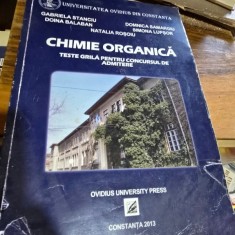 UNIVERSITATEA OVIDIUS DIN CONSTANȚA
GABRIELA STANCIU
DOINA BALABAN
DOMNICA
SIMONA LUPȘOR
NATALIA ROȘOIU
CHIMIE ORGANICĂ
TESTE GRILĂ PENTRU CONCURSUL DE
ADMITERE
OVIDIUS UNIVERSITY PRESS
CONSTANȚA 2013